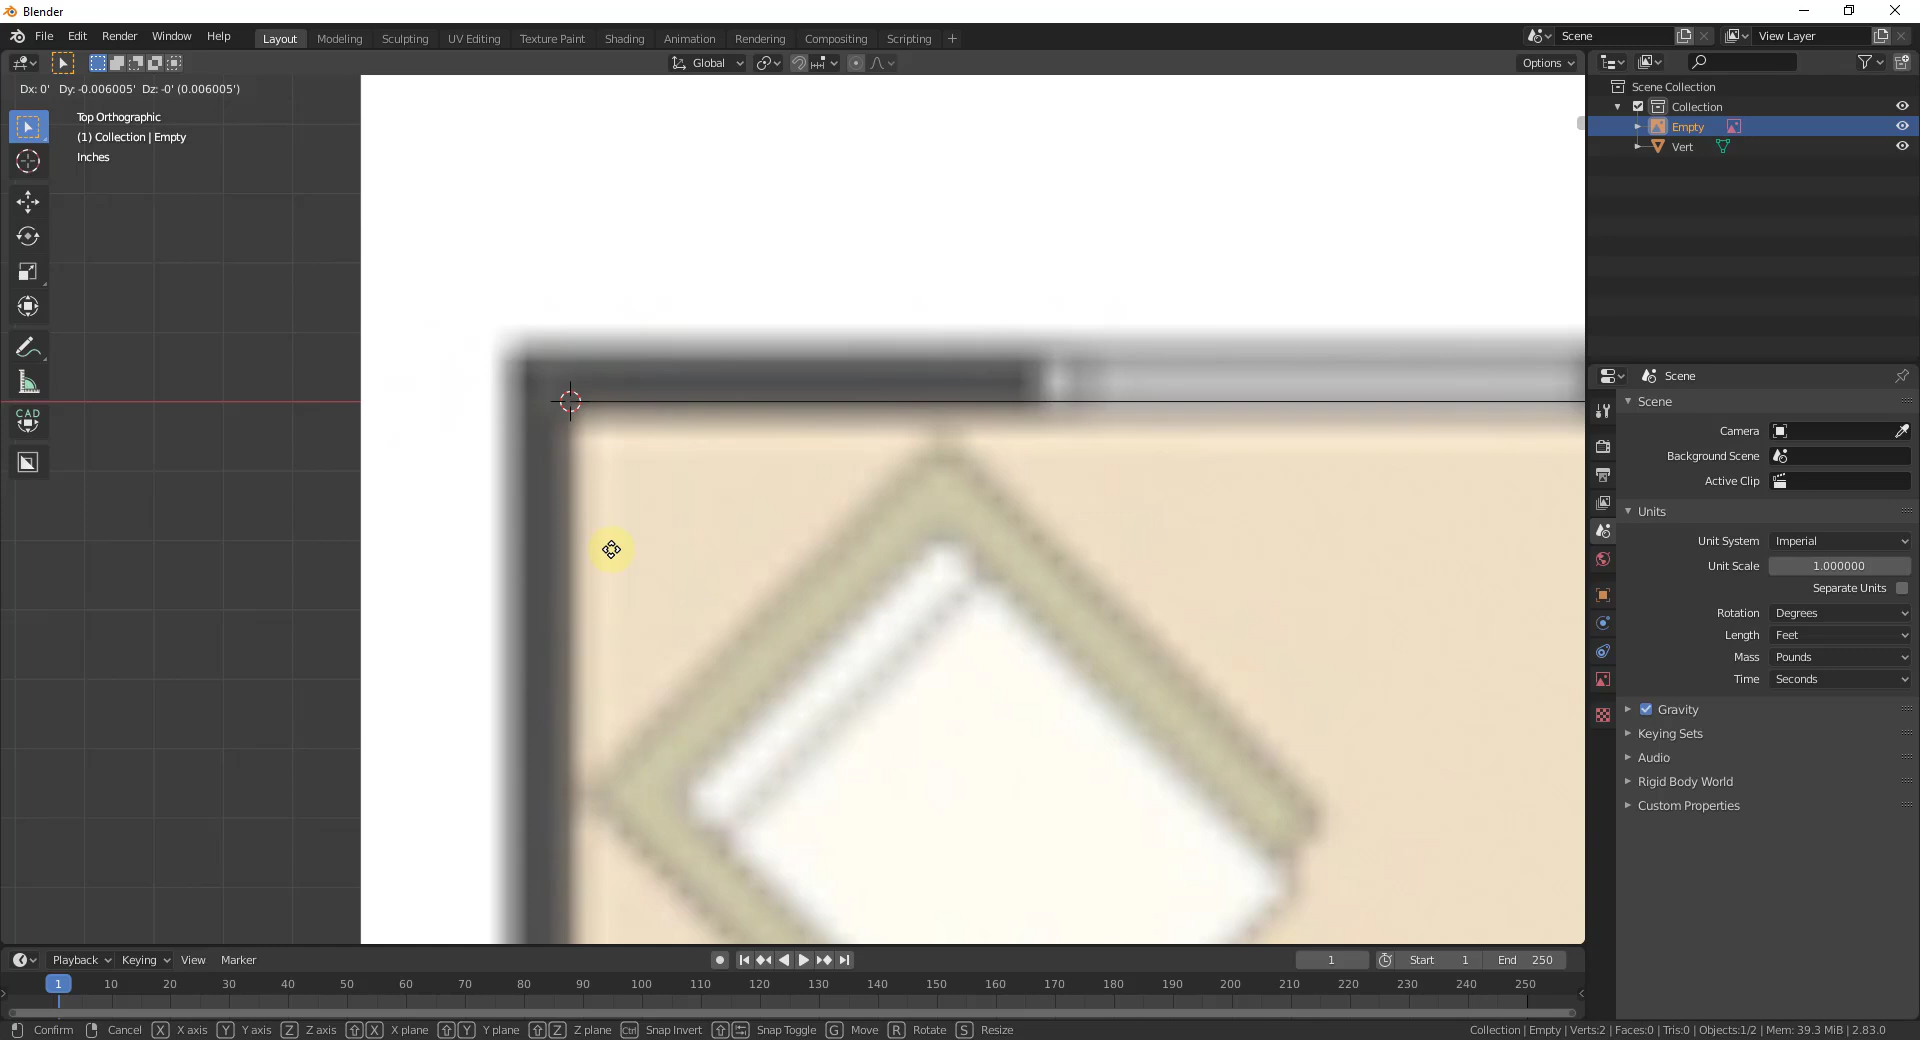 Blender
File Edit Render Window Help
Layout Modeling Sculpting UV Editing Texture Paint Shading Animation Rendering Compositing Scripting +
Scene View Layer
Global Options
Dx: 0' Dy: -0.006005' Dz: -0' (0.006005')
Top Orthographic
(1) Collection | Empty
Inches
CAD
Scene Collection
Collection
Empty
Vert
Scene
Scene
Camera
Background Scene
Active Clip
Units
Unit System Imperial
Unit Scale 1.000000
Separate Units
Rotation Degrees
Length Feet
Mass Pounds
Time Seconds
Gravity
Keying Sets
Audio
Rigid Body World
Custom Properties
Playback Keying View Marker 1 Start 1 End 250
1 10 20 30 40 50 60 70 80 90 100 110 120 130 140 150 160 170 180 190 200 210 220 230 240 250
Confirm Cancel X X axis Y Y axis Z Z axis X X plane Y Y plane Z Z plane Ctrl Snap Invert Snap Toggle G Move R Rotate S Resize Collection | Empty | Verts:2 | Faces:0 | Tris:0 | Objects:1/2 | Mem: 39.3 MiB | 2.83.0